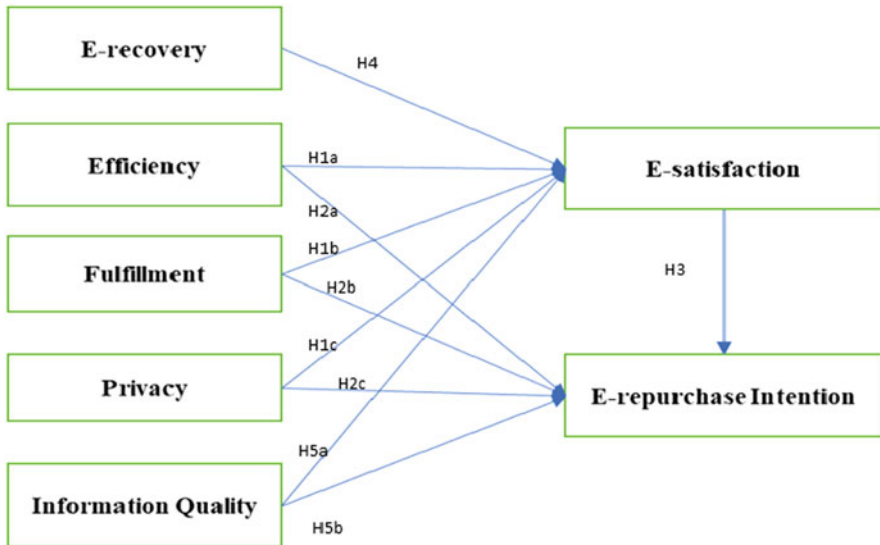 E-recovery
H4
Efficiency
H1a
E-satisfaction
H2a
Fulfillment
H1b
H2b
H3
H1c
Privacy
H2c
E-repurchase Intention
H5a
Information Quality
H5b